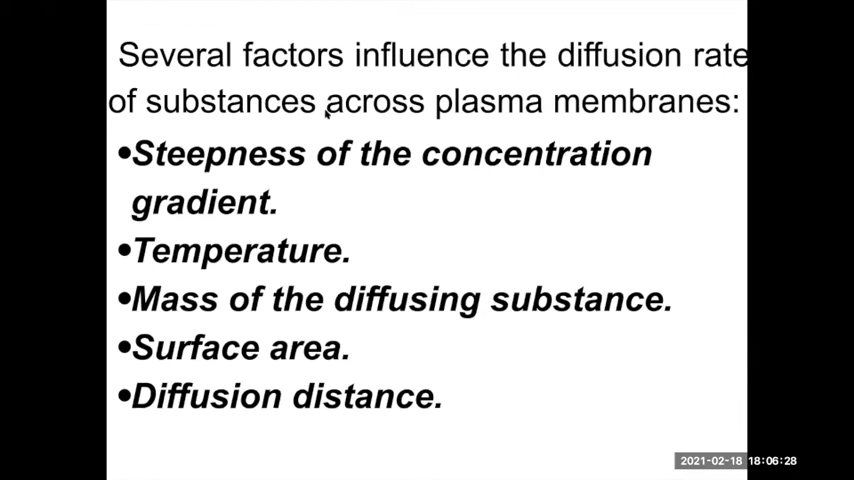 Several factors influence the diffusion rate
of substances across plasma membranes:
•Steepness of the concentration
gradient.
•Temperature.
•Mass of the diffusing substance.
•Surface area.
•Diffusion distance.
2021-02-18 18:06:28